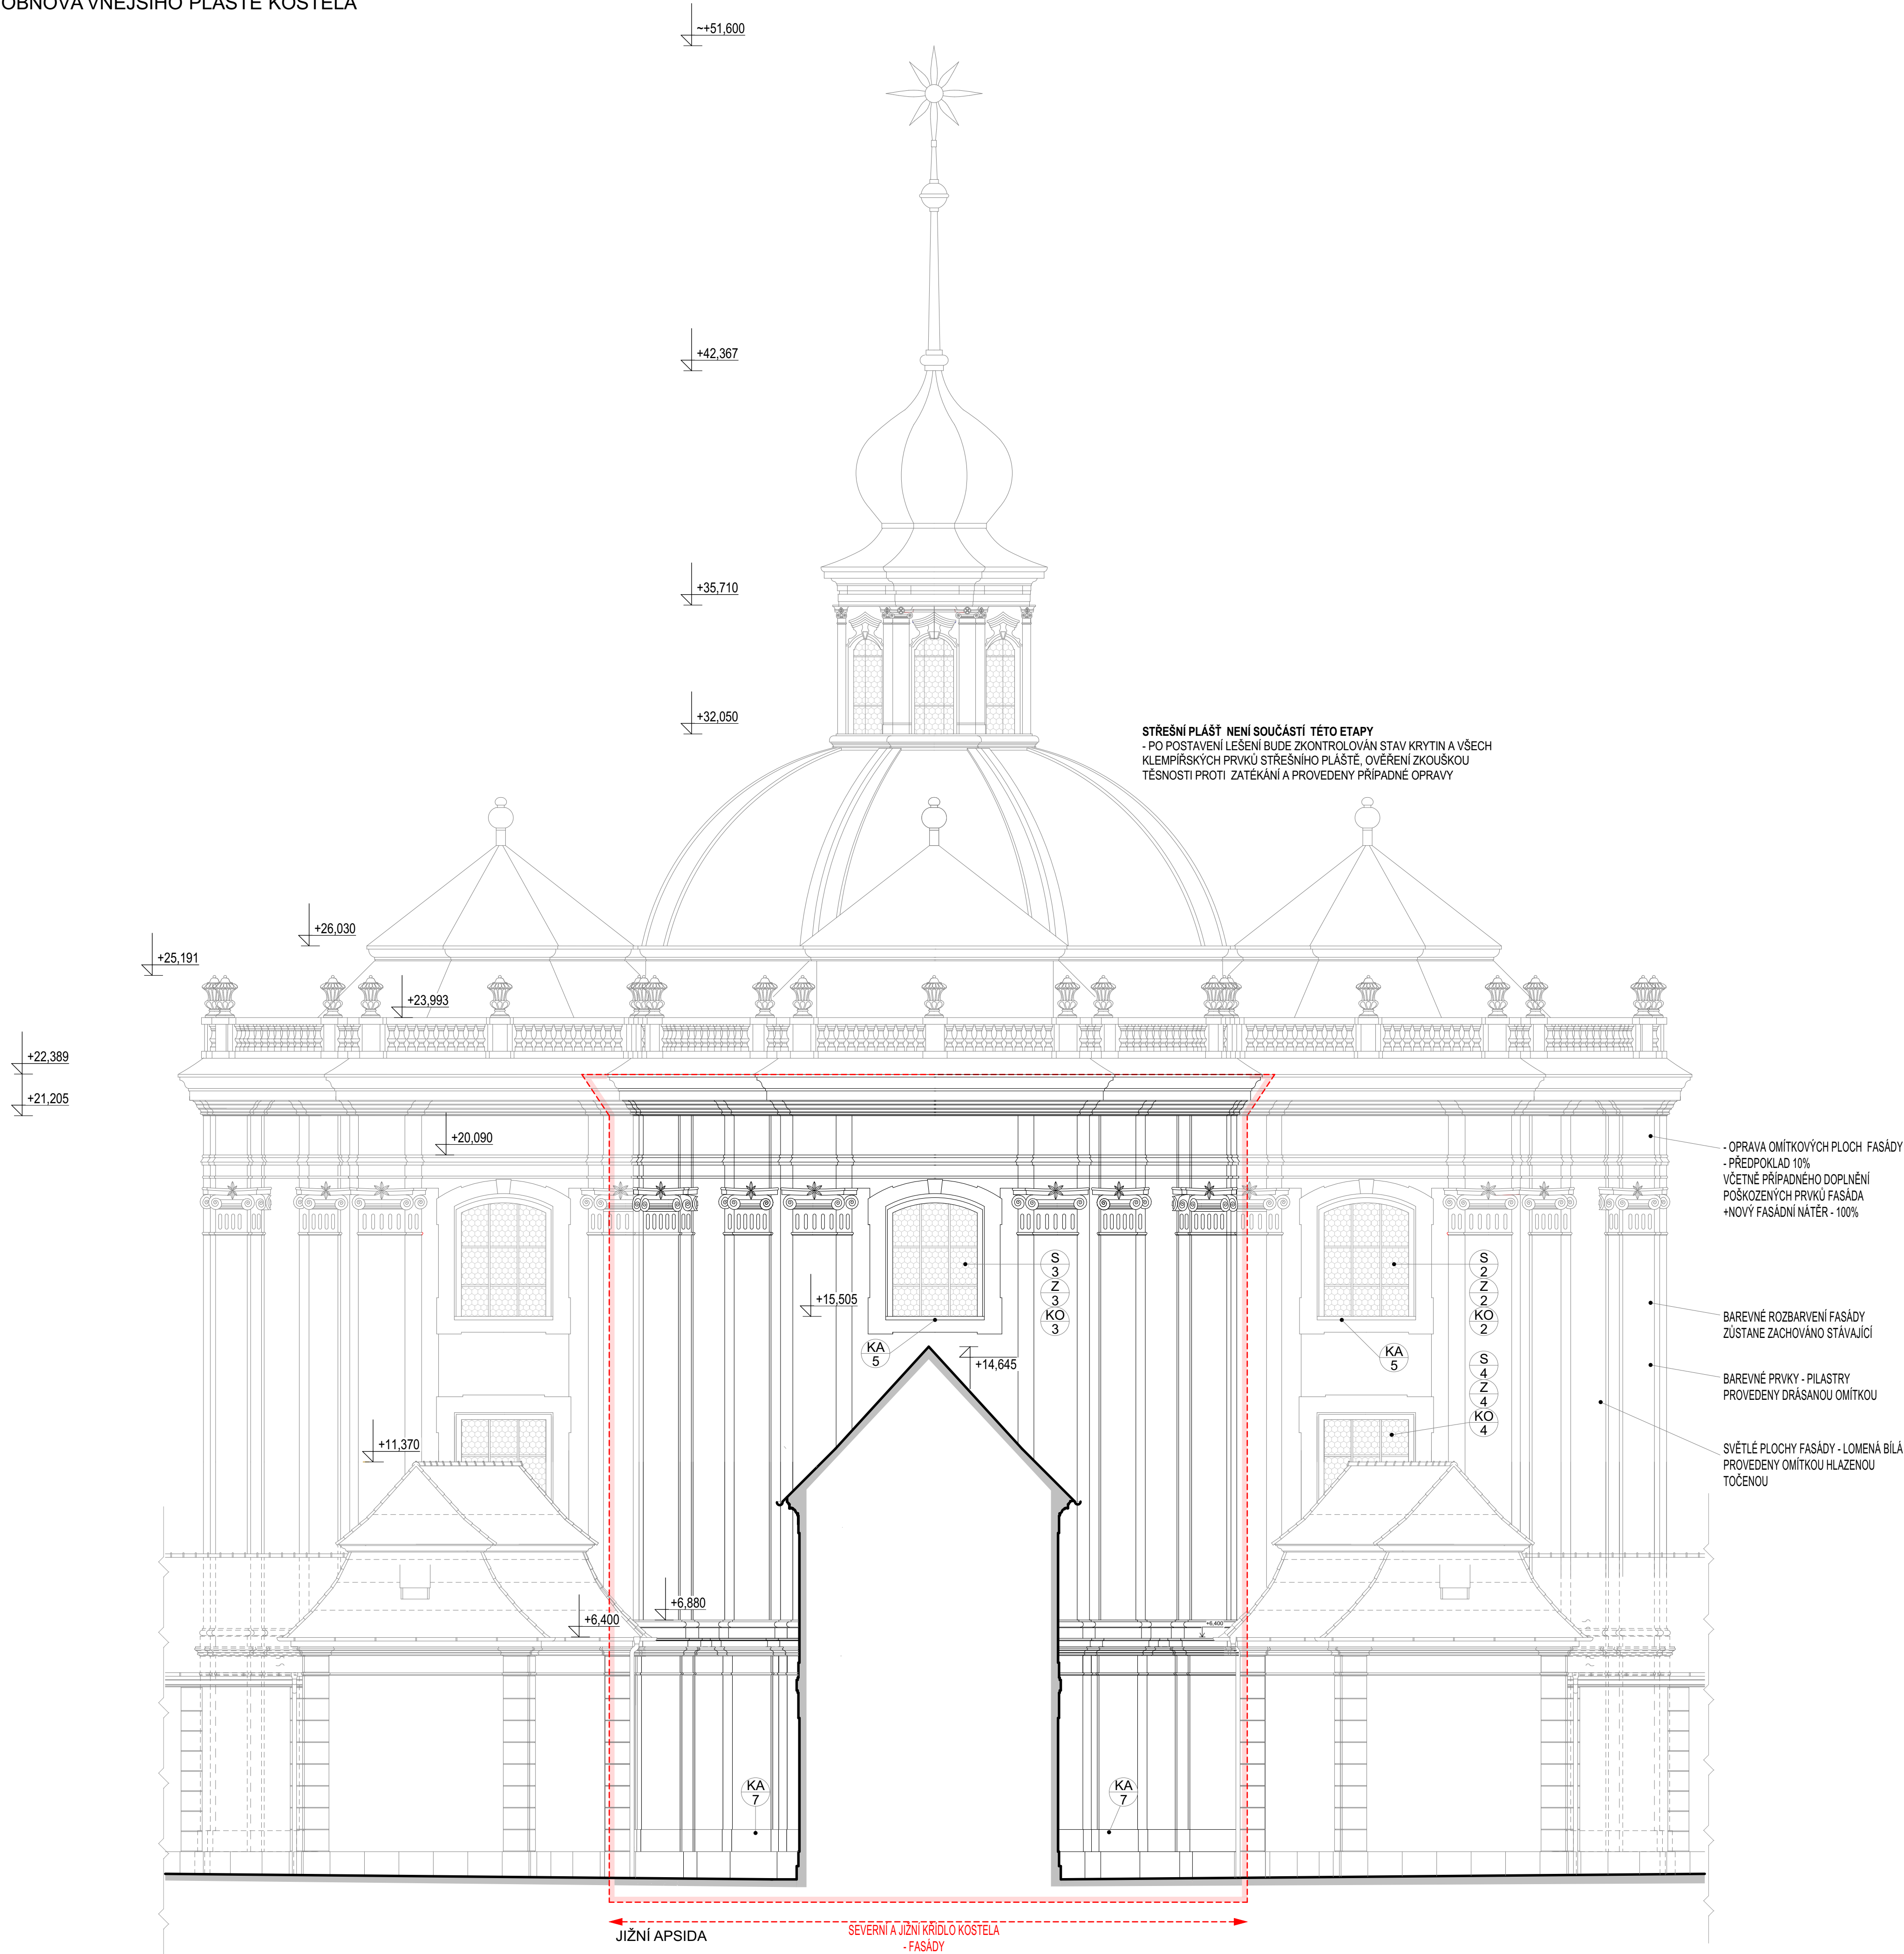 OBNOVA VNĚJŠÍHO PLÁŠTĚ KOSTELA
~+51,600
+42,367
+35,710
+32,050
STŘEŠNÍ PLÁŠŤ NENÍ SOUČÁSTÍ TÉTO ETAPY
- PO POSTAVENÍ LEŠENÍ BUDE ZKONTROLOVÁN STAV KRYTIN A VŠECH
KLEMPÍŘSKÝCH PRVKŮ STŘEŠNÍHO PLÁŠTĚ, OVĚŘENÍ ZKOUŠKOU
TĚSNOSTI PROTI ZATÉKÁNÍ A PROVEDENY PŘÍPADNÉ OPRAVY
+26,030
+25,191
+23,993
+22,389
+21,205
+20,090
- OPRAVA OMÍTKOVÝCH PLOCH FASÁDY
- PŘEDPOKLAD 10%
VČETNĚ PŘÍPADNÉHO DOPLNĚNÍ
POŠKOZENÝCH PRVKŮ FASÁDA
+NOVÝ FASÁDNÍ NÁTĚR - 100%
S
3
Z
3
KO
3
S
2
Z
2
KO
2
+15,505
BAREVNÉ ROZBARVENÍ FASÁDY
ZŮSTANE ZACHOVÁNO STÁVAJÍCÍ
KA
5
KA
5
+14,645
S
4
Z
4
KO
4
BAREVNÉ PRVKY - PILASTRY
PROVEDENY DRÁSANOU OMÍTKOU
+11,370
SVĚTLÉ PLOCHY FASÁDY - LOMENÁ BÍLÁ
PROVEDENY OMÍTKOU HLAZENOU
TOČENOU
+6,880
+6,400
+6,400
KA
7
KA
7
JIŽNÍ APSIDA
SEVERNÍ A JIŽNÍ KŘÍDLO KOSTELA
- FASÁDY